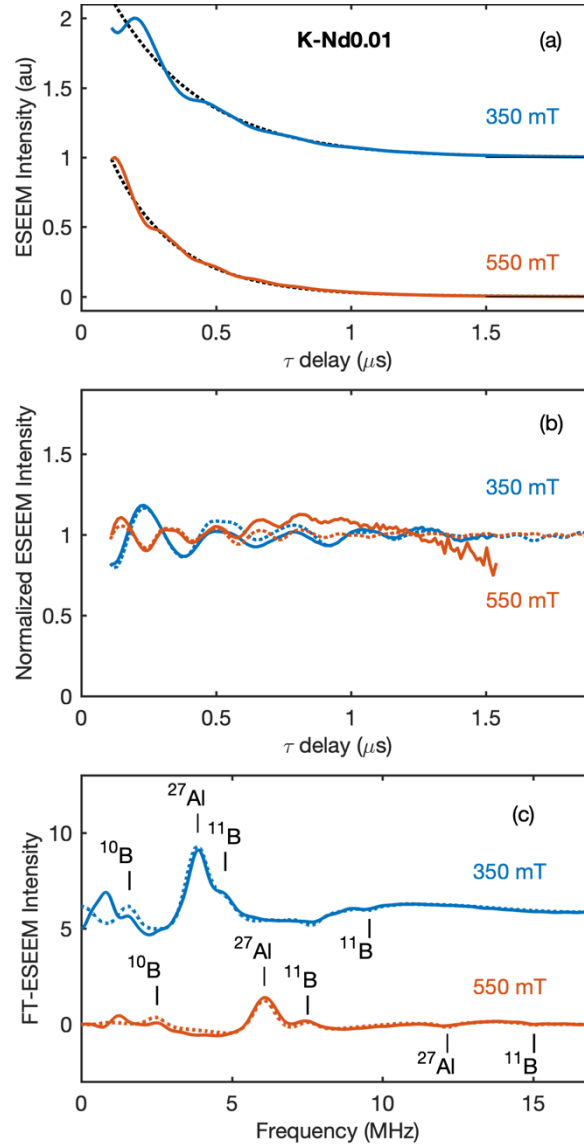 K-Nd0.01
(a)
2
1.5
1
0.5
0
ESEEM Intensity (au)
350 mT
550 mT
0 0.5 1 1.5
τ delay (μs)
(b)
1.5
1
0.5
0
Normalized ESEEM Intensity
350 mT
550 mT
0 0.5 1 1.5
τ delay (μs)
(c)
10
5
0
FT-ESEEM Intensity
²⁷Al
¹⁰B
¹¹B
350 mT
¹¹B
²⁷Al
¹⁰B
¹¹B
550 mT
²⁷Al
¹¹B
0 5 10 15
Frequency (MHz)